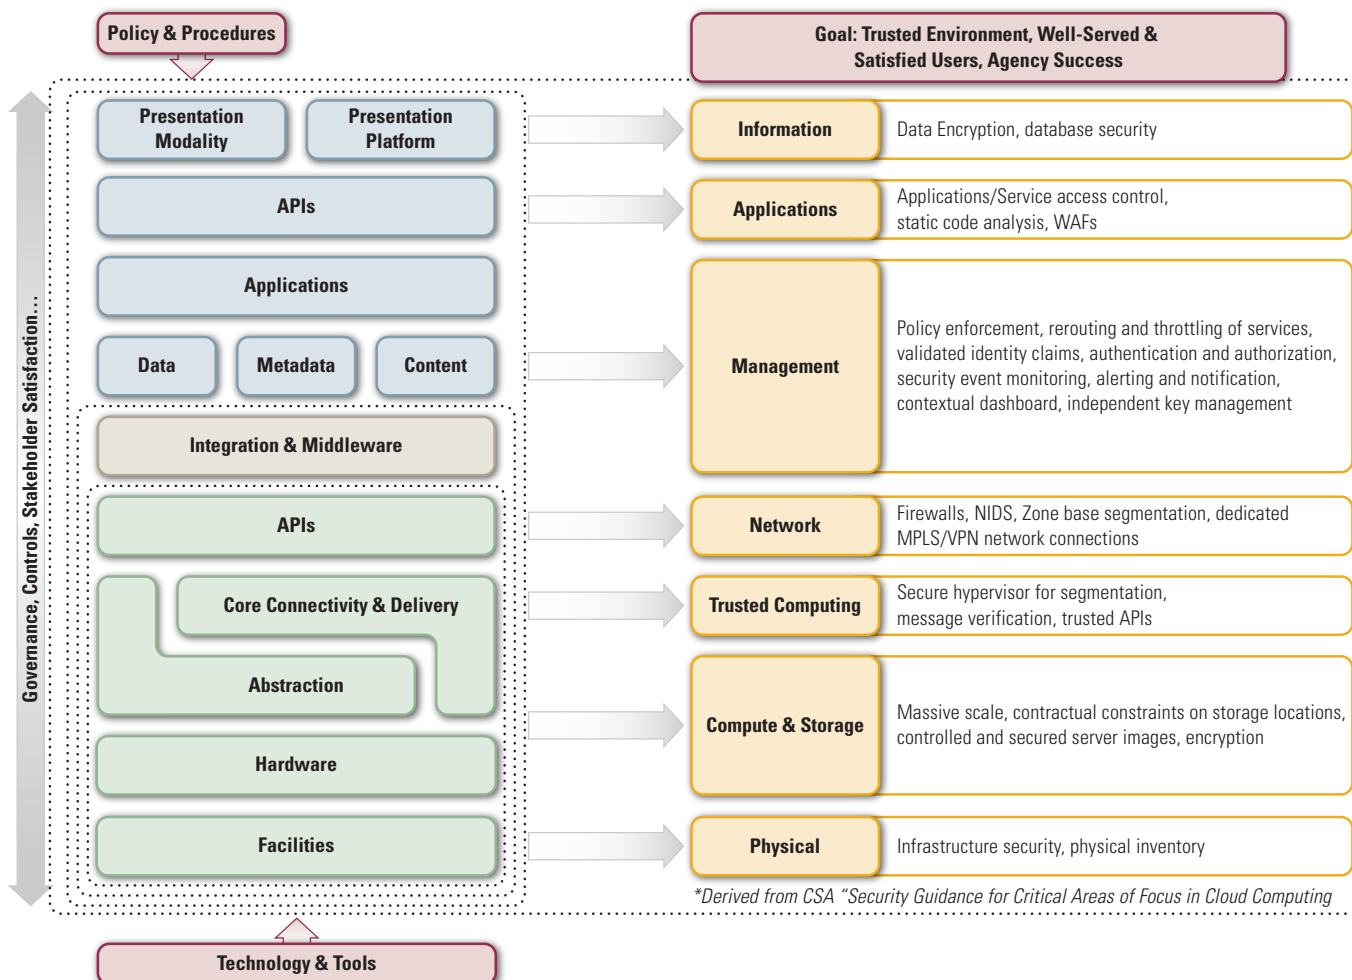 Policy & Procedures
Goal: Trusted Environment, Well-Served &
Satisfied Users, Agency Success
Governance, Controls, Stakeholder Satisfaction...
Presentation
Modality
Presentation
Platform
Information
Data Encryption, database security
APIs
Applications
Applications/Service access control,
static code analysis, WAFs
Applications
Data
Metadata
Content
Management
Policy enforcement, rerouting and throttling of services,
validated identity claims, authentication and authorization,
security event monitoring, alerting and notification,
contextual dashboard, independent key management
Integration & Middleware
APIs
Network
Firewalls, NIDS, Zone base segmentation, dedicated
MPLS/VPN network connections
Core Connectivity & Delivery
Trusted Computing
Secure hypervisor for segmentation,
message verification, trusted APIs
Abstraction
Compute & Storage
Massive scale, contractual constraints on storage locations,
controlled and secured server images, encryption
Hardware
Facilities
Physical
Infrastructure security, physical inventory
*Derived from CSA “Security Guidance for Critical Areas of Focus in Cloud Computing
Technology & Tools